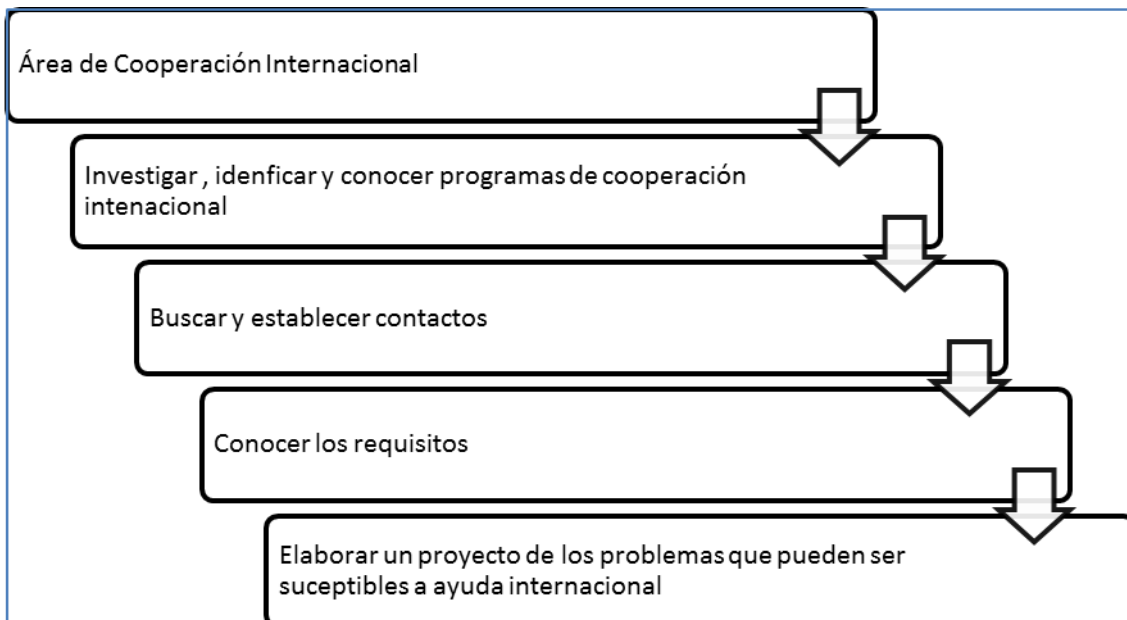 Área de Cooperación Internacional
Investigar , idenficar y conocer programas de cooperación
intenacional
Buscar y establecer contactos
Conocer los requisitos
Elaborar un proyecto de los problemas que pueden ser
suceptibles a ayuda internacional